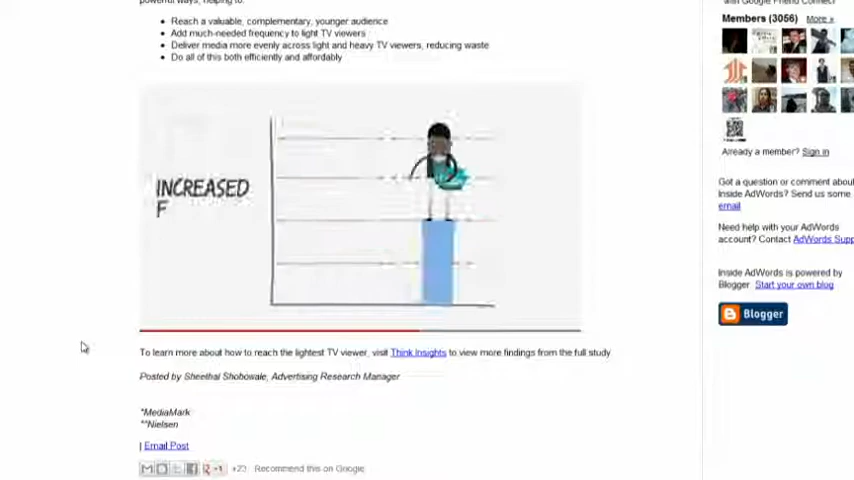 Reach a valuable, complementary, younger audience
Members (3056) More »
Add much-needed frequency to light TV viewers
Deliver media more evenly across light and heavy TV viewers, reducing waste
Do all of this both efficiently and affordably
INCREASED
F
Already a member? Sign in
Got a question or comment about
Inside AdWords? Send us some
email
Need help with your AdWords
account? Contact AdWords Supp
Inside AdWords is powered by
Blogger. Start your own blog
Blogger
To learn more about how to reach the lightest TV viewer, visit Think Insights to view more findings from the full study
Posted by Sheethal Shobowale, Advertising Research Manager
*MediaMark
**Nielsen
| Email Post
+23 Recommend this on Google